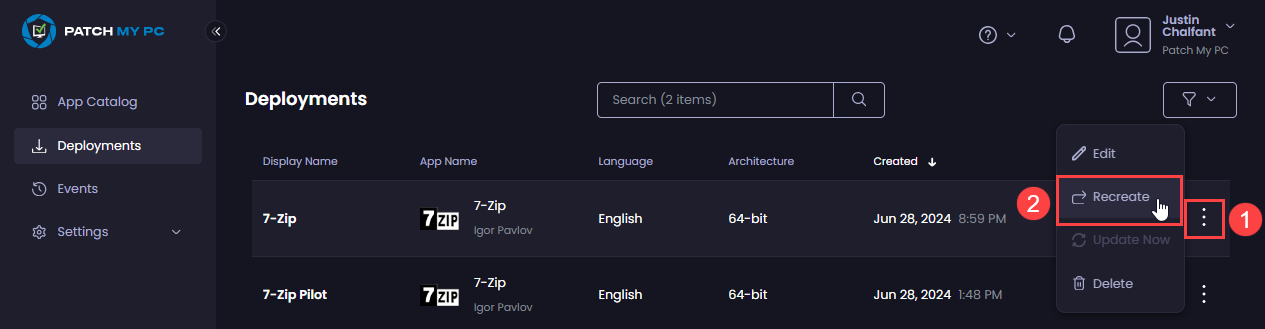 PATCH MY PC
Justin
Chalfant
Patch My PC
App Catalog
Deployments
Events
Settings
Deployments
Search (2 items)
Display Name App Name Language Architecture Created
7-Zip 7ZIP 7-Zip Igor Pavlov English 64-bit Jun 28, 2024 8:59 PM
7-Zip Pilot 7ZIP 7-Zip Igor Pavlov English 64-bit Jun 28, 2024 1:48 PM
Edit
2 Recreate 1
Update Now
Delete